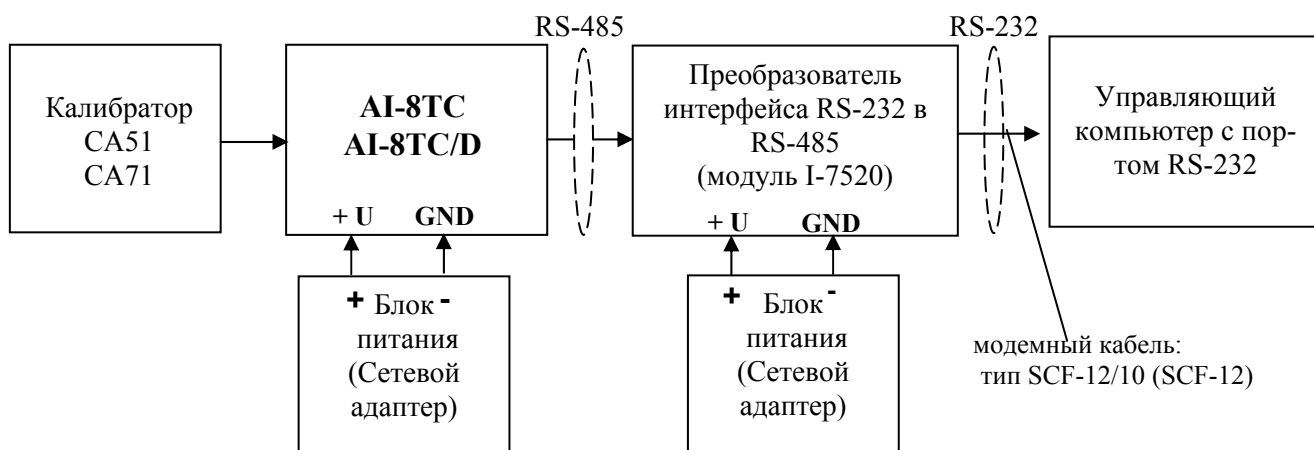 RS-485
RS-232
Калибратор
CA51
CA71
AI-8TC
AI-8TC/D
+ U GND
Преобразователь
интерфейса RS-232 в
RS-485
(модуль I-7520)
+ U GND
Управляющий
компьютер с пор-
том RS-232
+ Блок -
питания
(Сетевой
адаптер)
+ Блок -
питания
(Сетевой
адаптер)
модемный кабель:
тип SCF-12/10 (SCF-12)